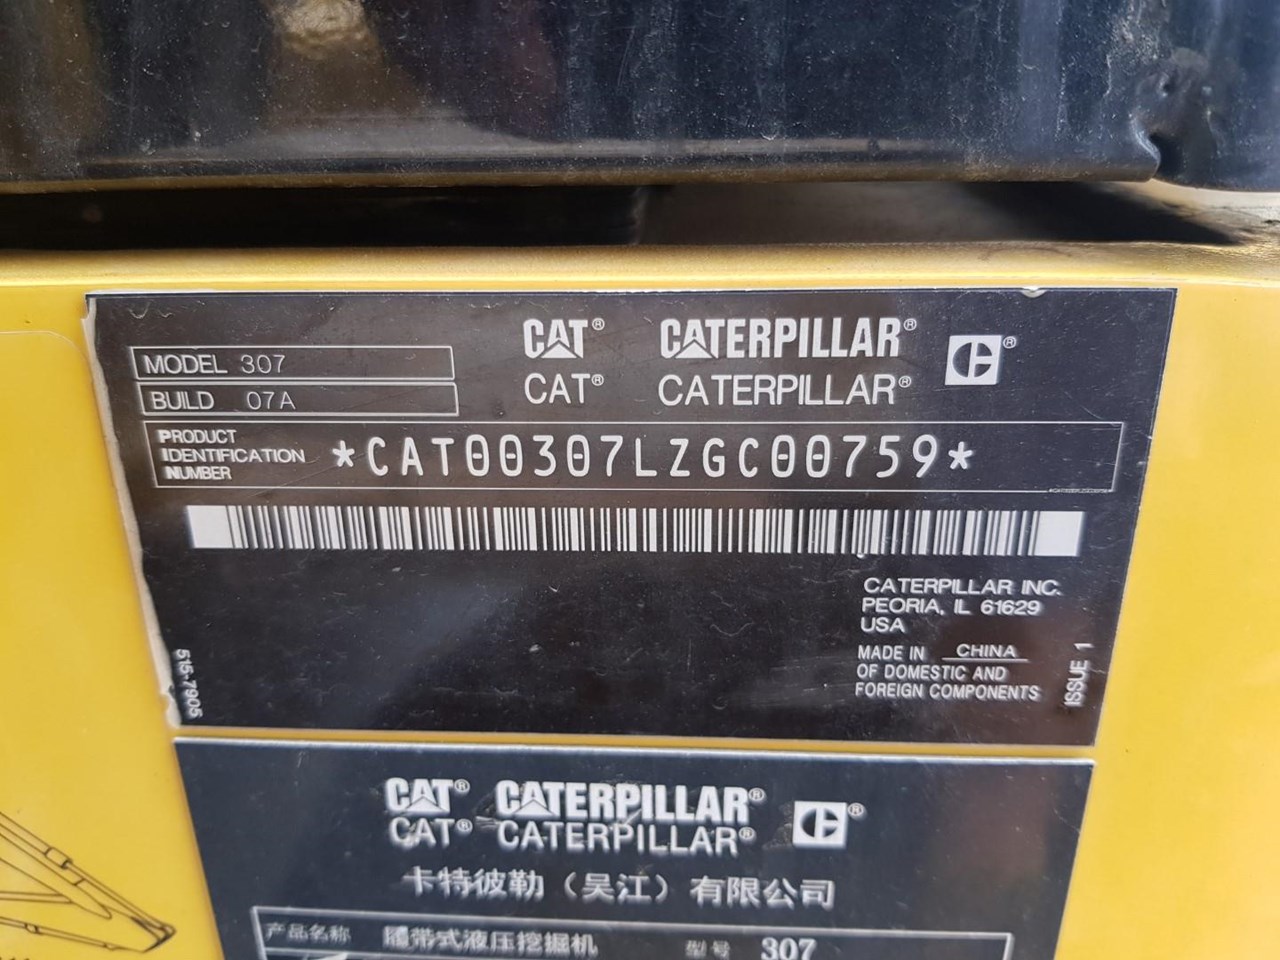 CAT® CATERPILLAR®
CAT® CATERPILLAR®
MODEL 307
BUILD 07A
PRODUCT
IDENTIFICATION
NUMBER
*CAT00307LZGC00759*
CATERPILLAR INC.
PEORIA, IL 61629
USA
MADE IN CHINA
OF DOMESTIC AND
FOREIGN COMPONENTS
ISSUE 1
515-7905
CAT® CATERPILLAR®
CAT® CATERPILLAR®
卡特彼勒（吴江）有限公司
产品名称 履带式液压挖掘机 型号 307